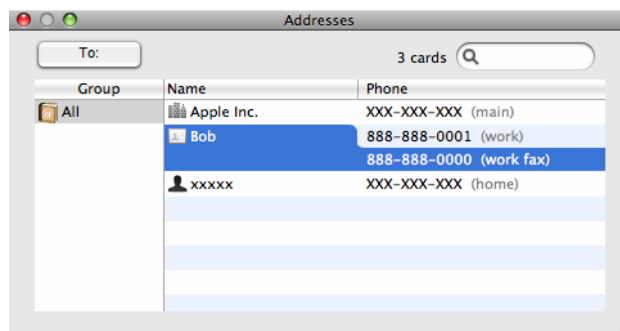 Addresses
To:
3 cards
Group Name Phone
All Apple Inc. XXX-XXX-XXX (main)
Bob 888-888-0001 (work)
888-888-0000 (work fax)
xxxxx XXX-XXX-XXX (home)